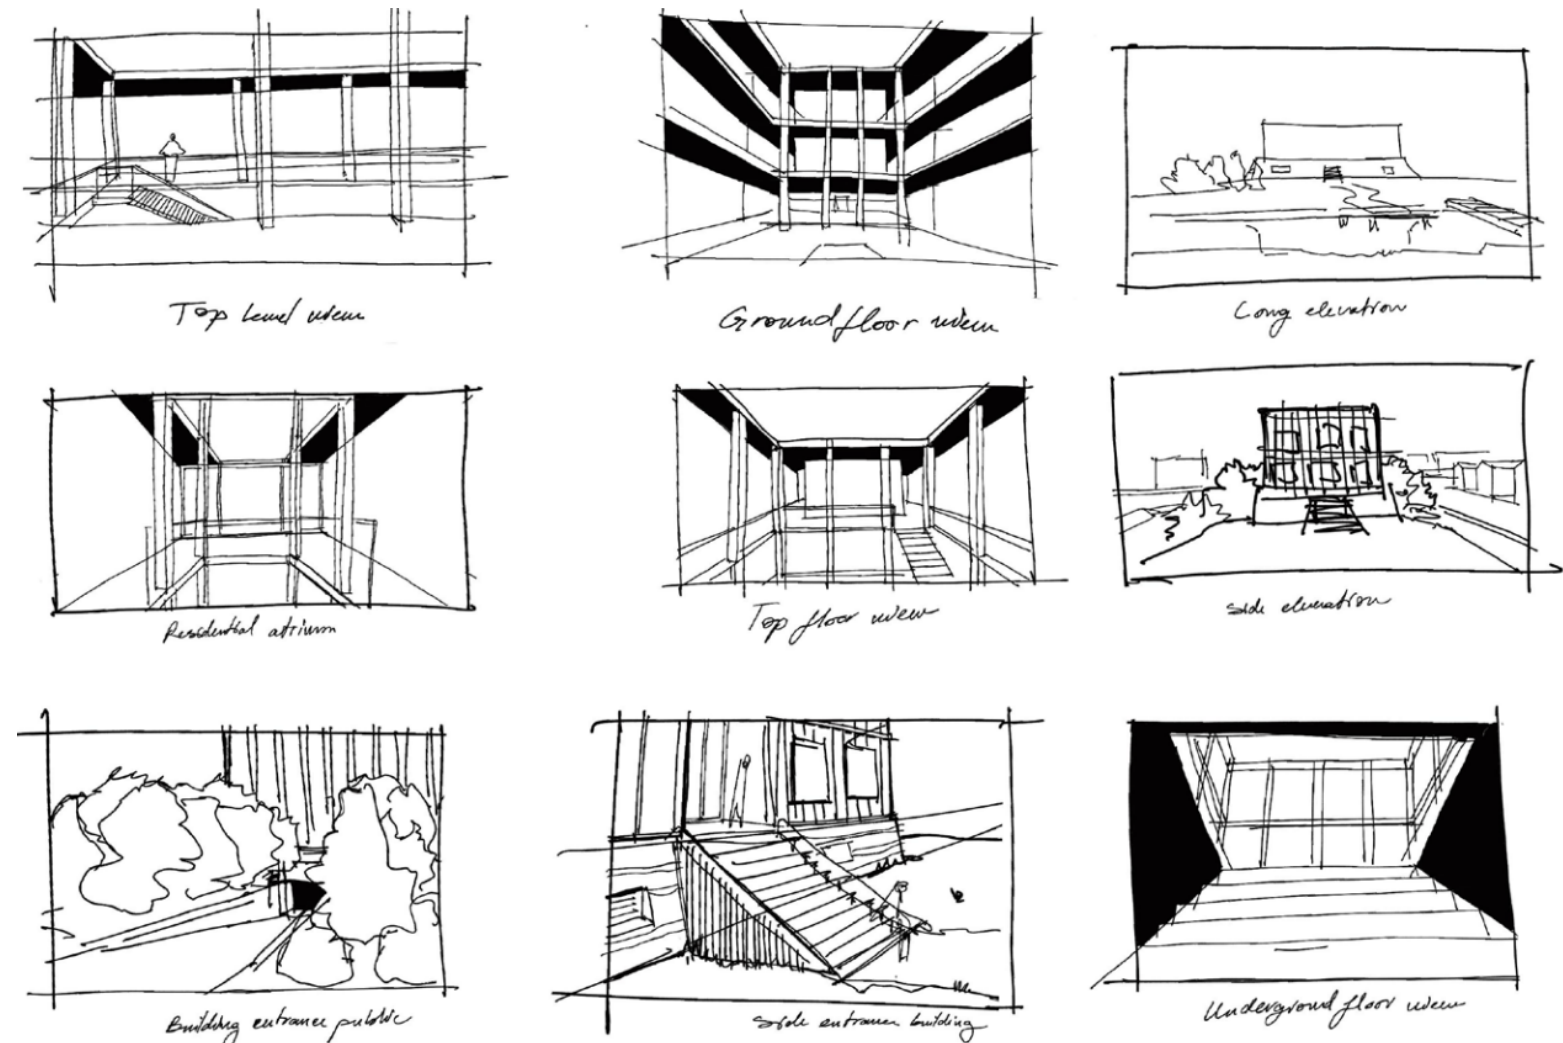 Top level view
Ground floor view
Long elevation
Residential atrium
Top floor view
Side elevation
Building entrance public
Side entrance building
Undergrond floor view